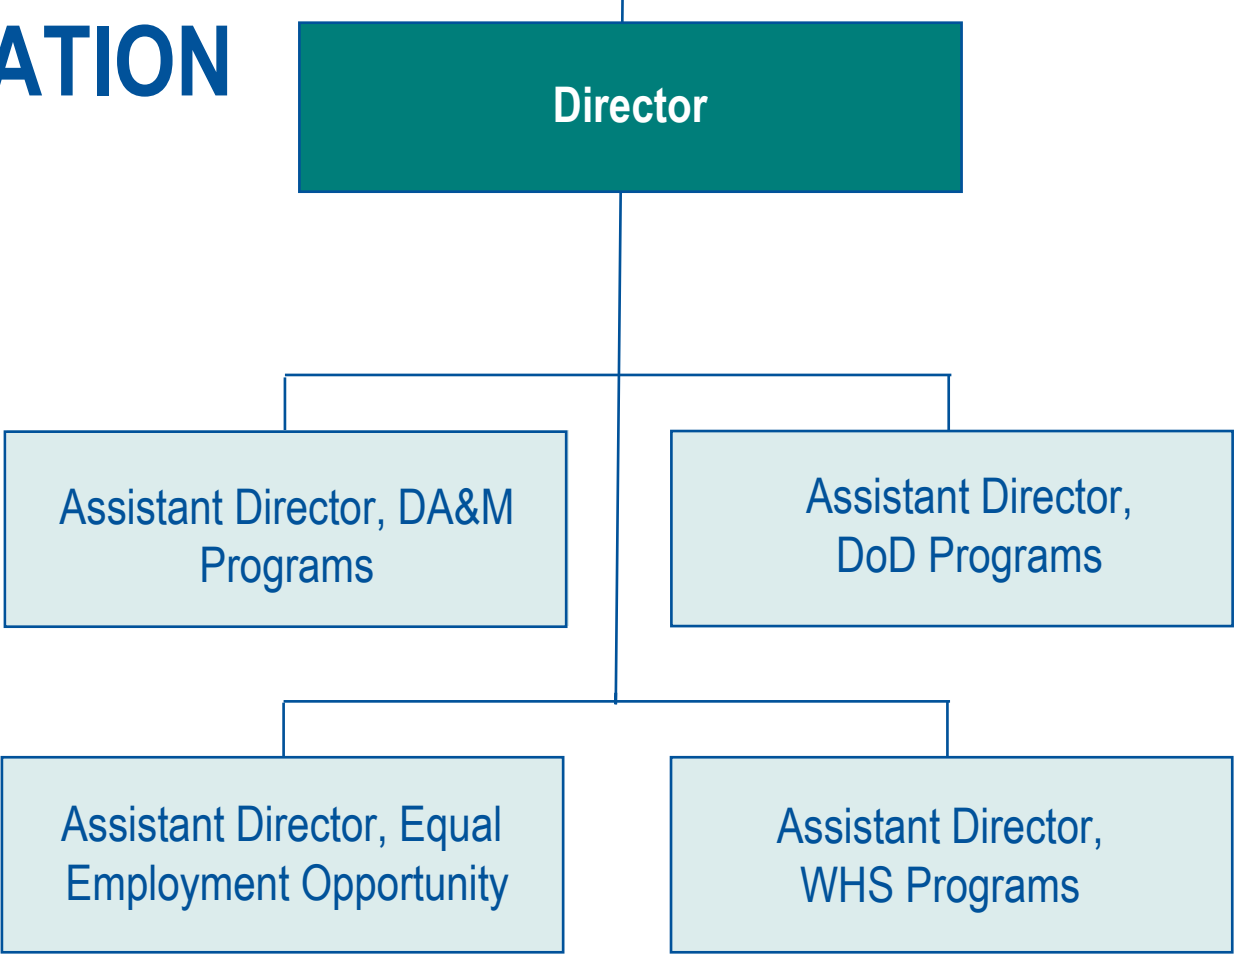 ATION
Director
Assistant Director, DA&M
Programs
Assistant Director,
DoD Programs
Assistant Director, Equal
Employment Opportunity
Assistant Director,
WHS Programs